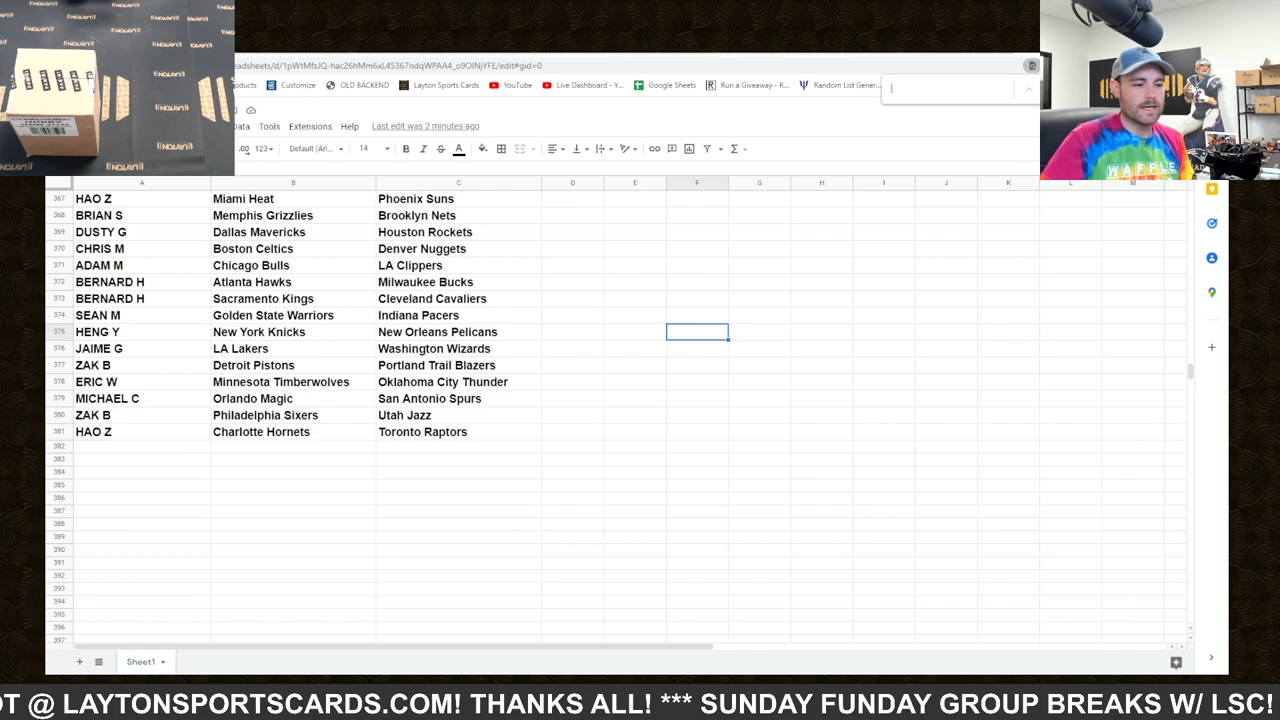 eadsheets/d/1pWtMfsJQ-hac26hMm6xL45367ndqWPAA4_o9OINjYFE/edit#gid=0
oducts Customize OLD BACKEND Layton Sports Cards YouTube Live Dashboard - Y... Google Sheets Run a Giveaway - R... Random List Gener...
Data Tools Extensions Help Last edit was 2 minutes ago
.00 123 Default (Ari... 14 B I S A
A B C D E F G H I J K L M
367 HAO Z Miami Heat Phoenix Suns
368 BRIAN S Memphis Grizzlies Brooklyn Nets
369 DUSTY G Dallas Mavericks Houston Rockets
370 CHRIS M Boston Celtics Denver Nuggets
371 ADAM M Chicago Bulls LA Clippers
372 BERNARD H Atlanta Hawks Milwaukee Bucks
373 BERNARD H Sacramento Kings Cleveland Cavaliers
374 SEAN M Golden State Warriors Indiana Pacers
375 HENG Y New York Knicks New Orleans Pelicans
376 JAIME G LA Lakers Washington Wizards
377 ZAK B Detroit Pistons Portland Trail Blazers
378 ERIC W Minnesota Timberwolves Oklahoma City Thunder
379 MICHAEL C Orlando Magic San Antonio Spurs
380 ZAK B Philadelphia Sixers Utah Jazz
381 HAO Z Charlotte Hornets Toronto Raptors
382
383
384
385
386
387
388
389
390
391
392
393
394
395
396
397
Sheet1
WAFFLE
OT @ LAYTONSPORTSCARDS.COM! THANKS ALL! *** SUNDAY FUNDAY GROUP BREAKS W/ LSC!